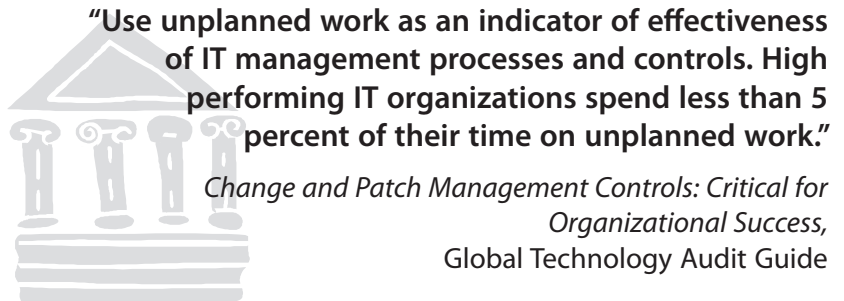 “Use unplanned work as an indicator of effectiveness
of IT management processes and controls. High
performing IT organizations spend less than 5
percent of their time on unplanned work.”
Change and Patch Management Controls: Critical for
Organizational Success,
Global Technology Audit Guide